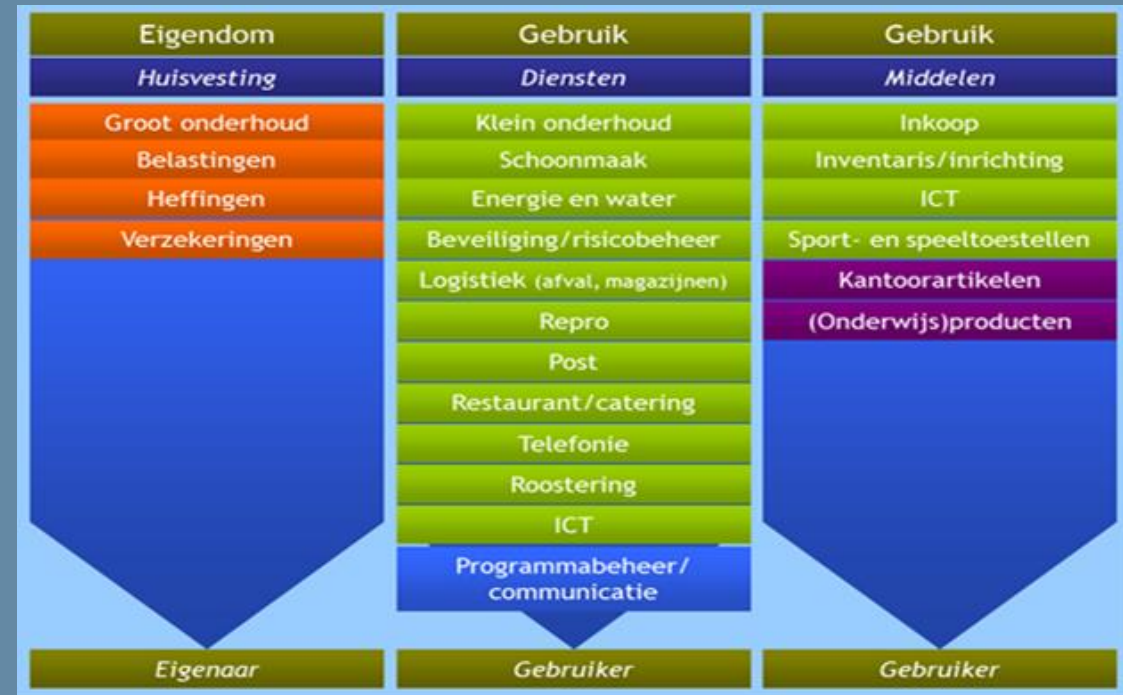 Eigendom
Huisvesting
Groot onderhoud
Belastingen
Heffingen
Verzekeringen
Eigenaar
Gebruik
Diensten
Klein onderhoud
Schoonmaak
Energie en water
Beveiliging/risicobeheer
Logistiek (afval, magazijnen)
Repro
Post
Restaurant/catering
Telefonie
Roostering
ICT
Programmabeheer/
communicatie
Gebruiker
Gebruik
Middelen
Inkoop
Inventaris/inrichting
ICT
Sport- en speeltoestellen
Kantoorartikelen
(Onderwijs)producten
Gebruiker